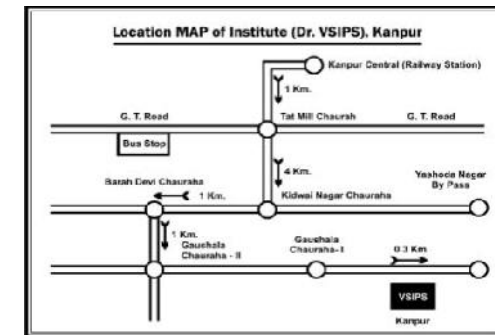 Location MAP of Institute (Dr. VSIPS), Kanpur
Kanpur Central (Railway Station)
1 Km.
G. T. Road
Tat Mill Chaurah
G. T. Road
Bus Stop
4 Km.
Yashoda Nagar
By Pass
Barah Devi Chauraha
1 Km.
Kidwai Nagar Chauraha
1 Km.
Gaushala
Chauraha - II
Gaushala
Chauraha- I
0.3 Km
VSIPS
Kanpur